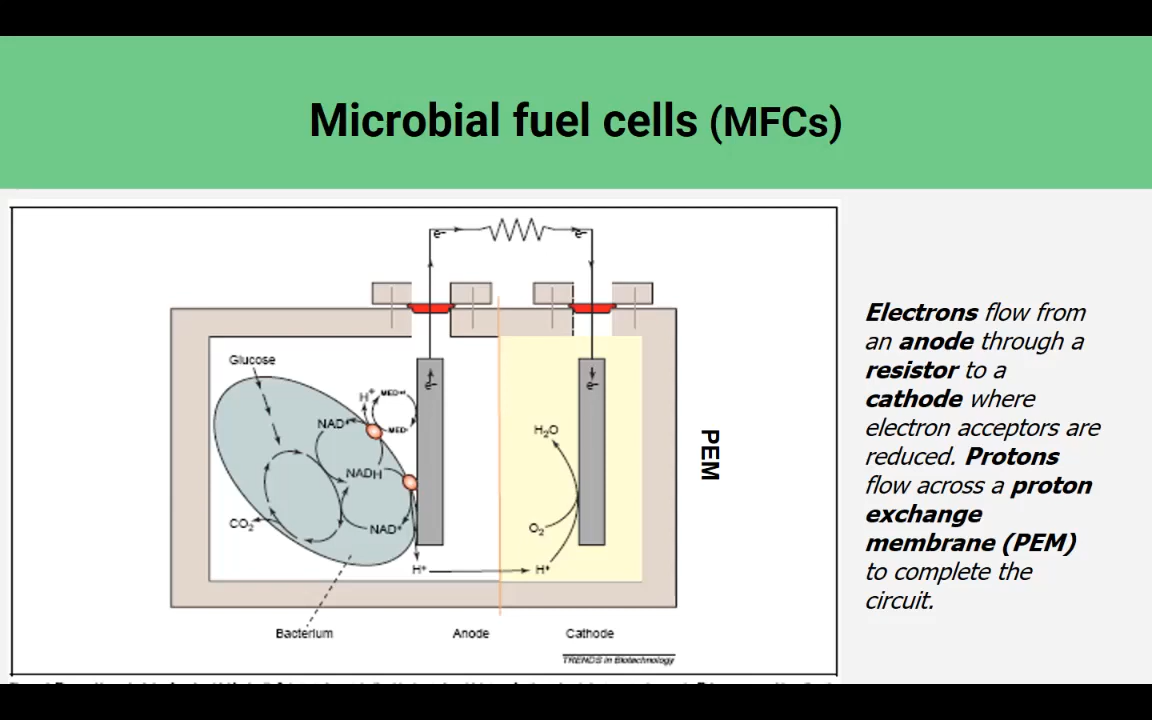 Microbial fuel cells (MFCs)
e-
e-
Glucose
H+
MED
NAD+
MED
e-
e-
H2O
PEM
NADH
CO2
NAD+
O2
H+
H+
Bacterium
Anode
Cathode
TRENDS in Biotechnology
Electrons flow from
an anode through a
resistor to a
cathode where
electron acceptors are
reduced. Protons
flow across a proton
exchange
membrane (PEM)
to complete the
circuit.